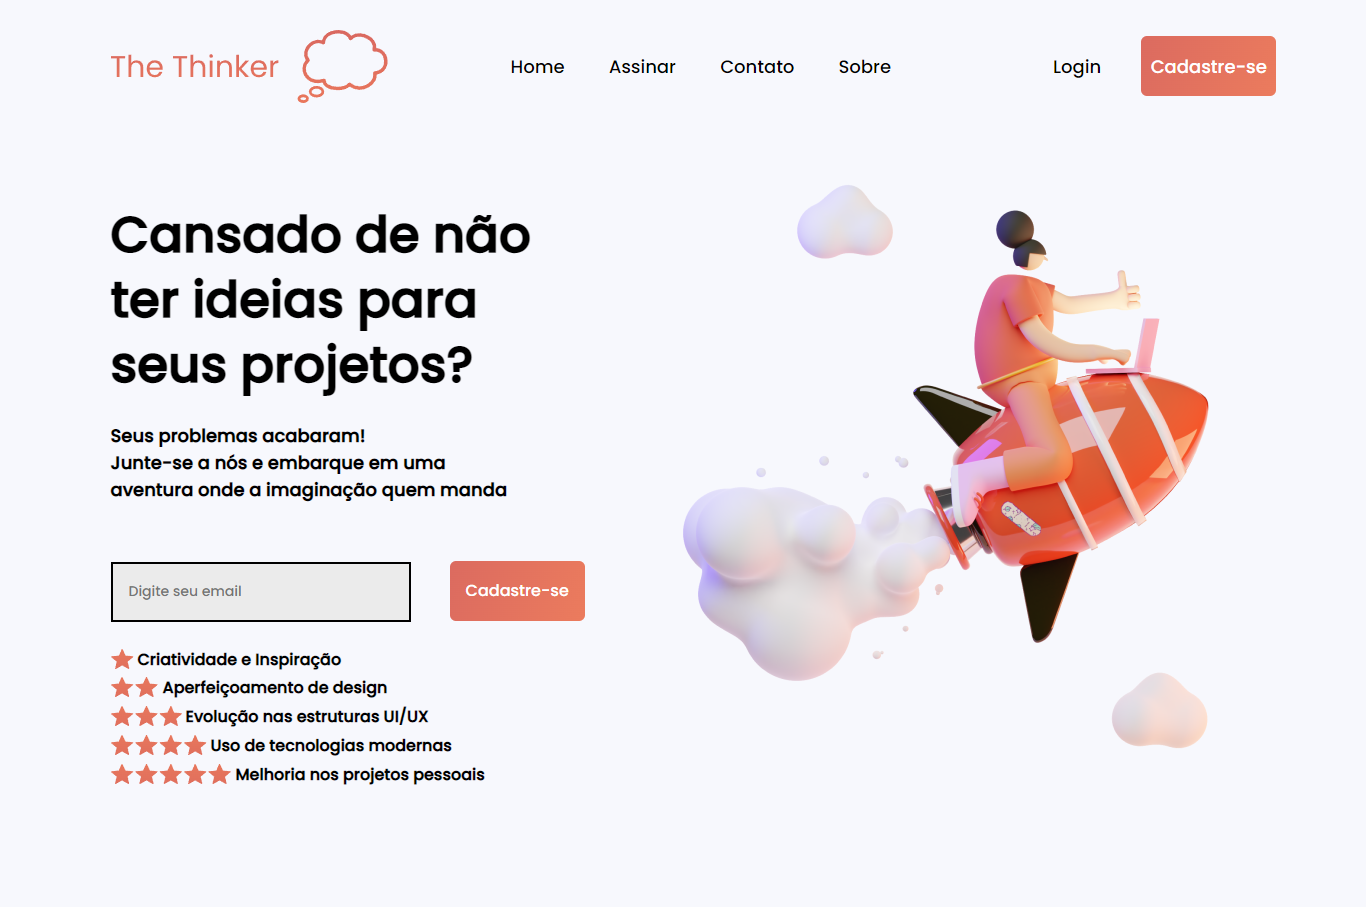 The Thinker
Home
Assinar
Contato
Sobre
Login
Cadastre-se
Cansado de não
ter ideias para
seus projetos?
Seus problemas acabaram!
Junte-se a nós e embarque em uma
aventura onde a imaginação quem manda
Digite seu email
Cadastre-se
Criatividade e Inspiração
Aperfeiçoamento de design
Evolução nas estruturas UI/UX
Uso de tecnologias modernas
Melhoria nos projetos pessoais